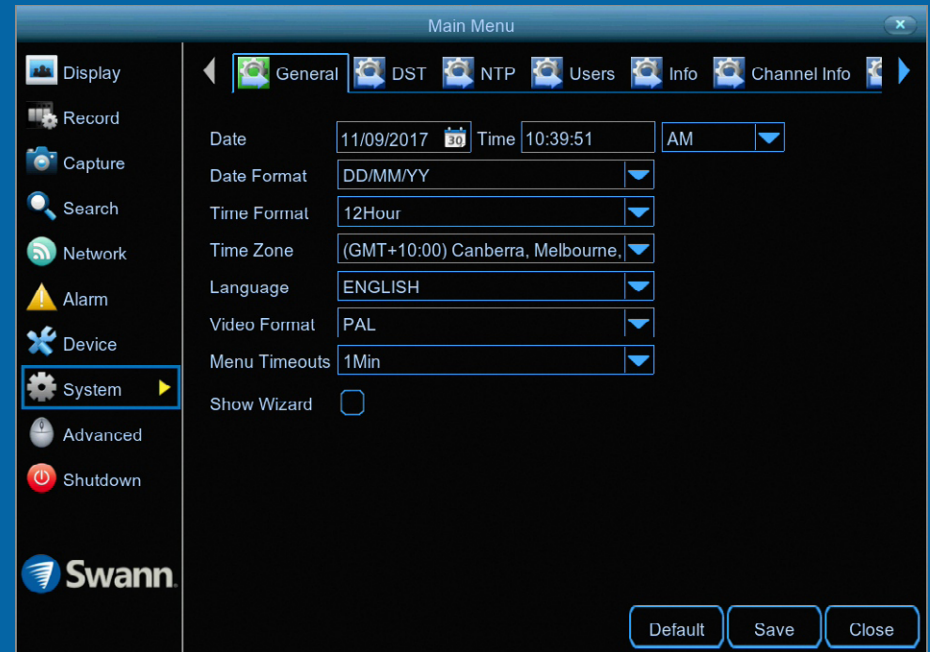 Main Menu
Display
Record
Capture
Search
Network
Alarm
Device
System
Advanced
Shutdown
Swann.
General DST NTP Users Info Channel Info
Date 11/09/2017 30 Time 10:39:51 AM
Date Format DD/MM/YY
Time Format 12Hour
Time Zone (GMT+10:00) Canberra, Melbourne,
Language ENGLISH
Video Format PAL
Menu Timeouts 1Min
Show Wizard
Default Save Close